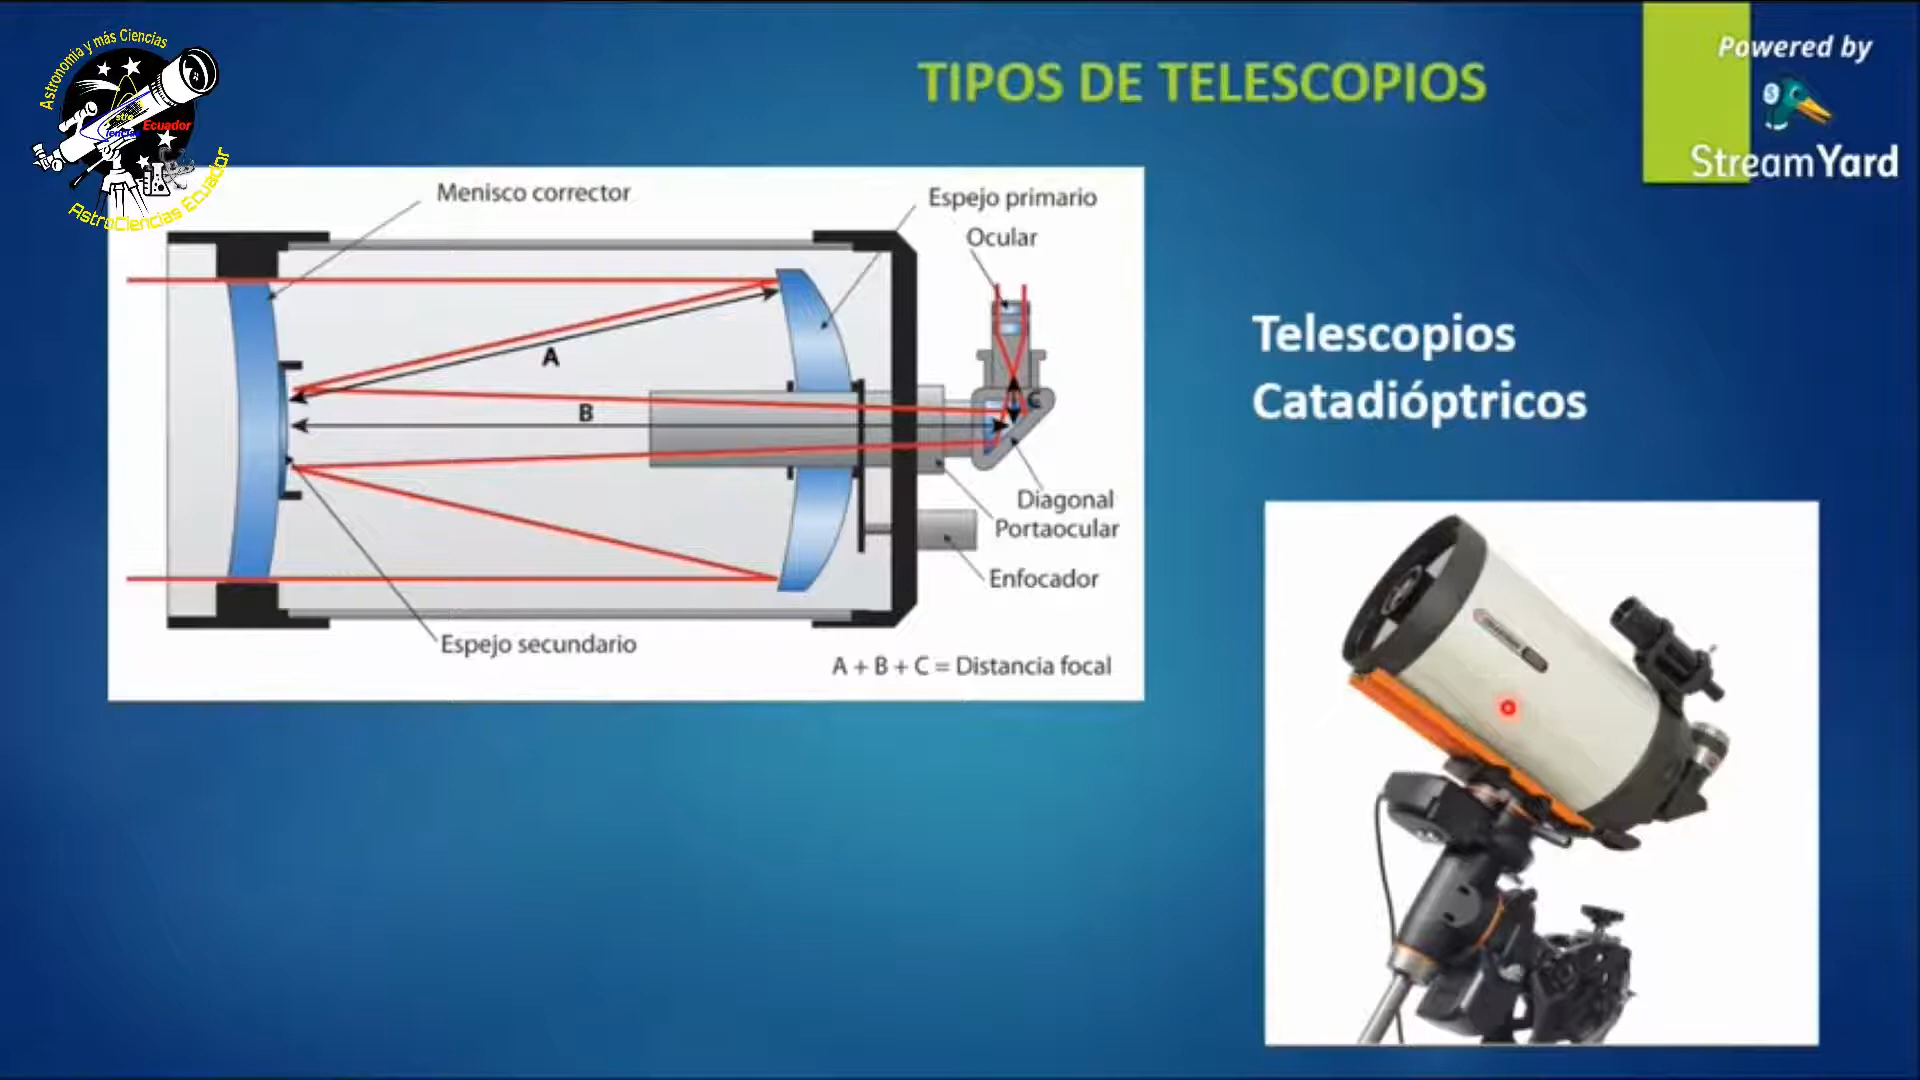 Astronomía y más Ciencias
Ecuador
AstroCiencias Ecuador
TIPOS DE TELESCOPIOS
Powered by
StreamYard
Menisco corrector
Espejo primario
Ocular
A
B
C
Diagonal
Portaocular
Enfocador
Espejo secundario
A + B + C = Distancia focal
Telescopios
Catadióptricos